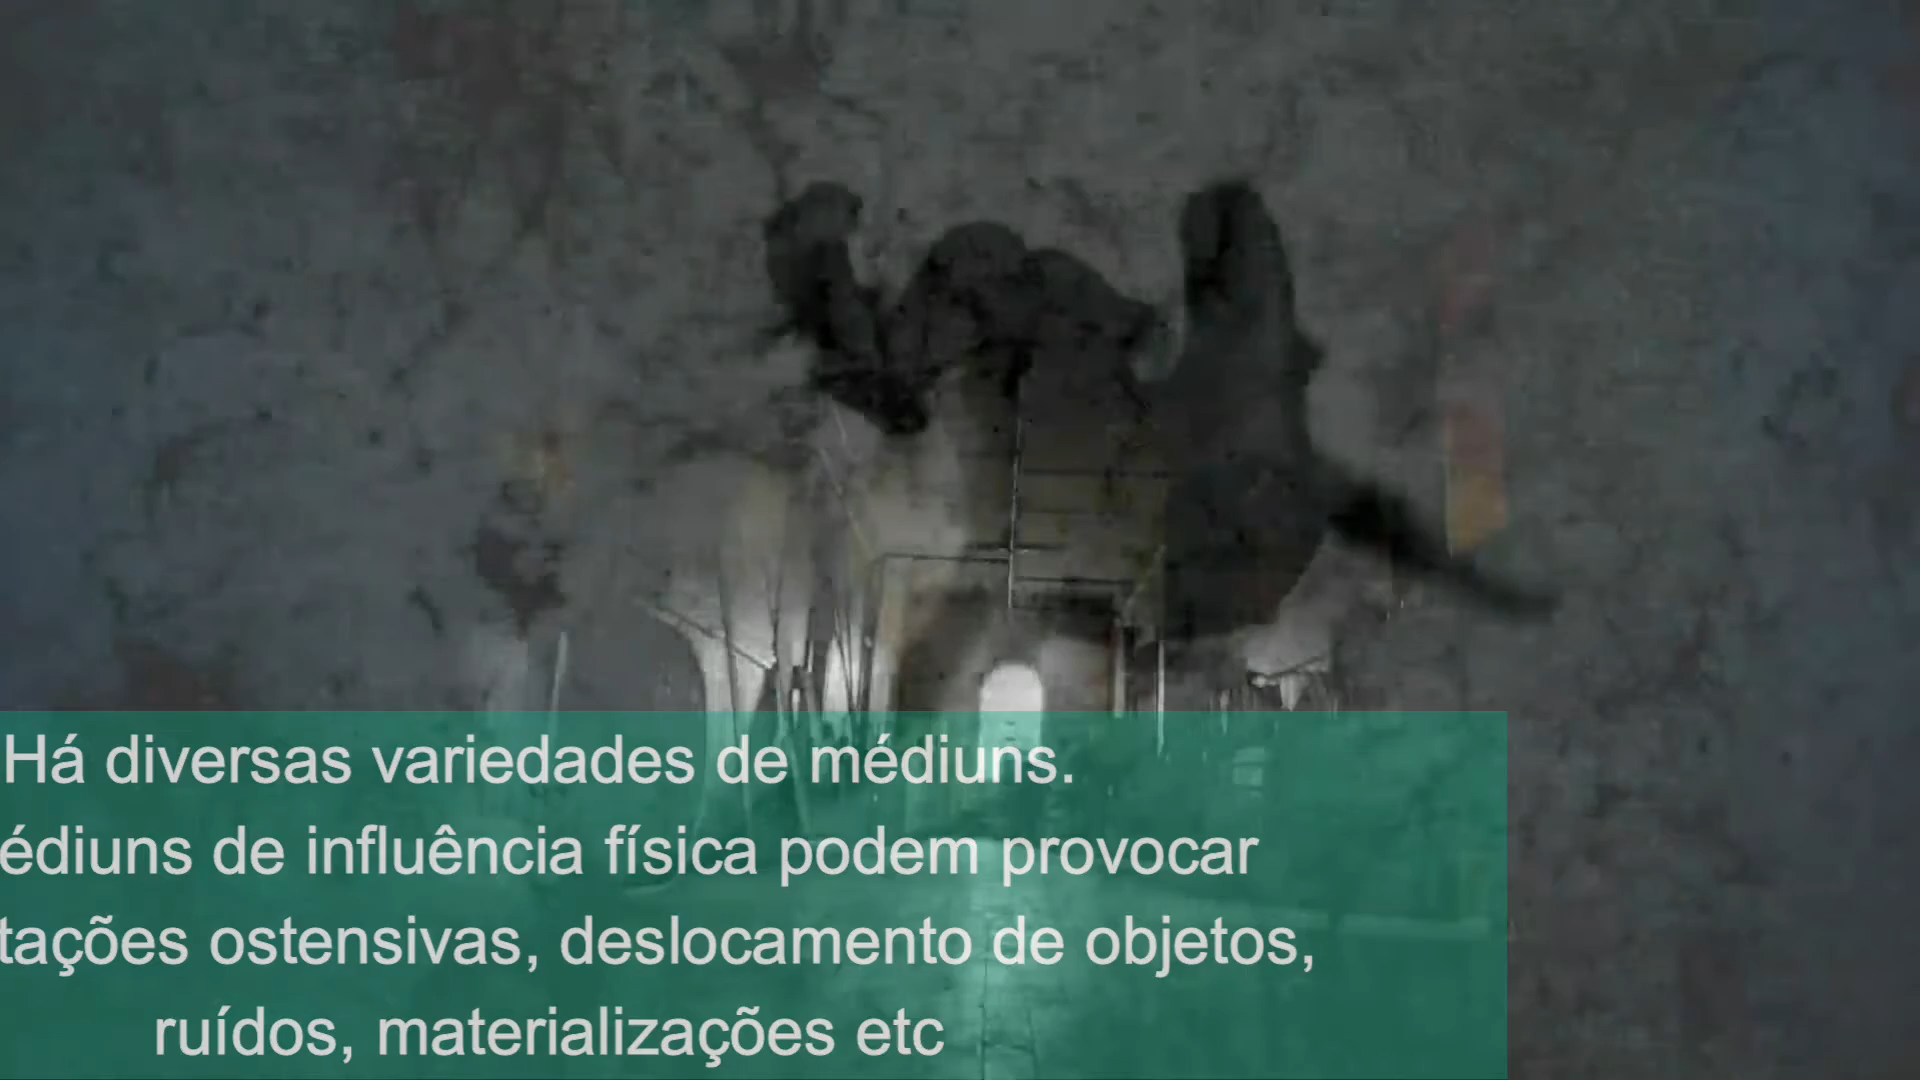 Há diversas variedades de médiuns.
édiuns de influência física podem provocar
tações ostensivas, deslocamento de objetos,
ruídos, materializações etc